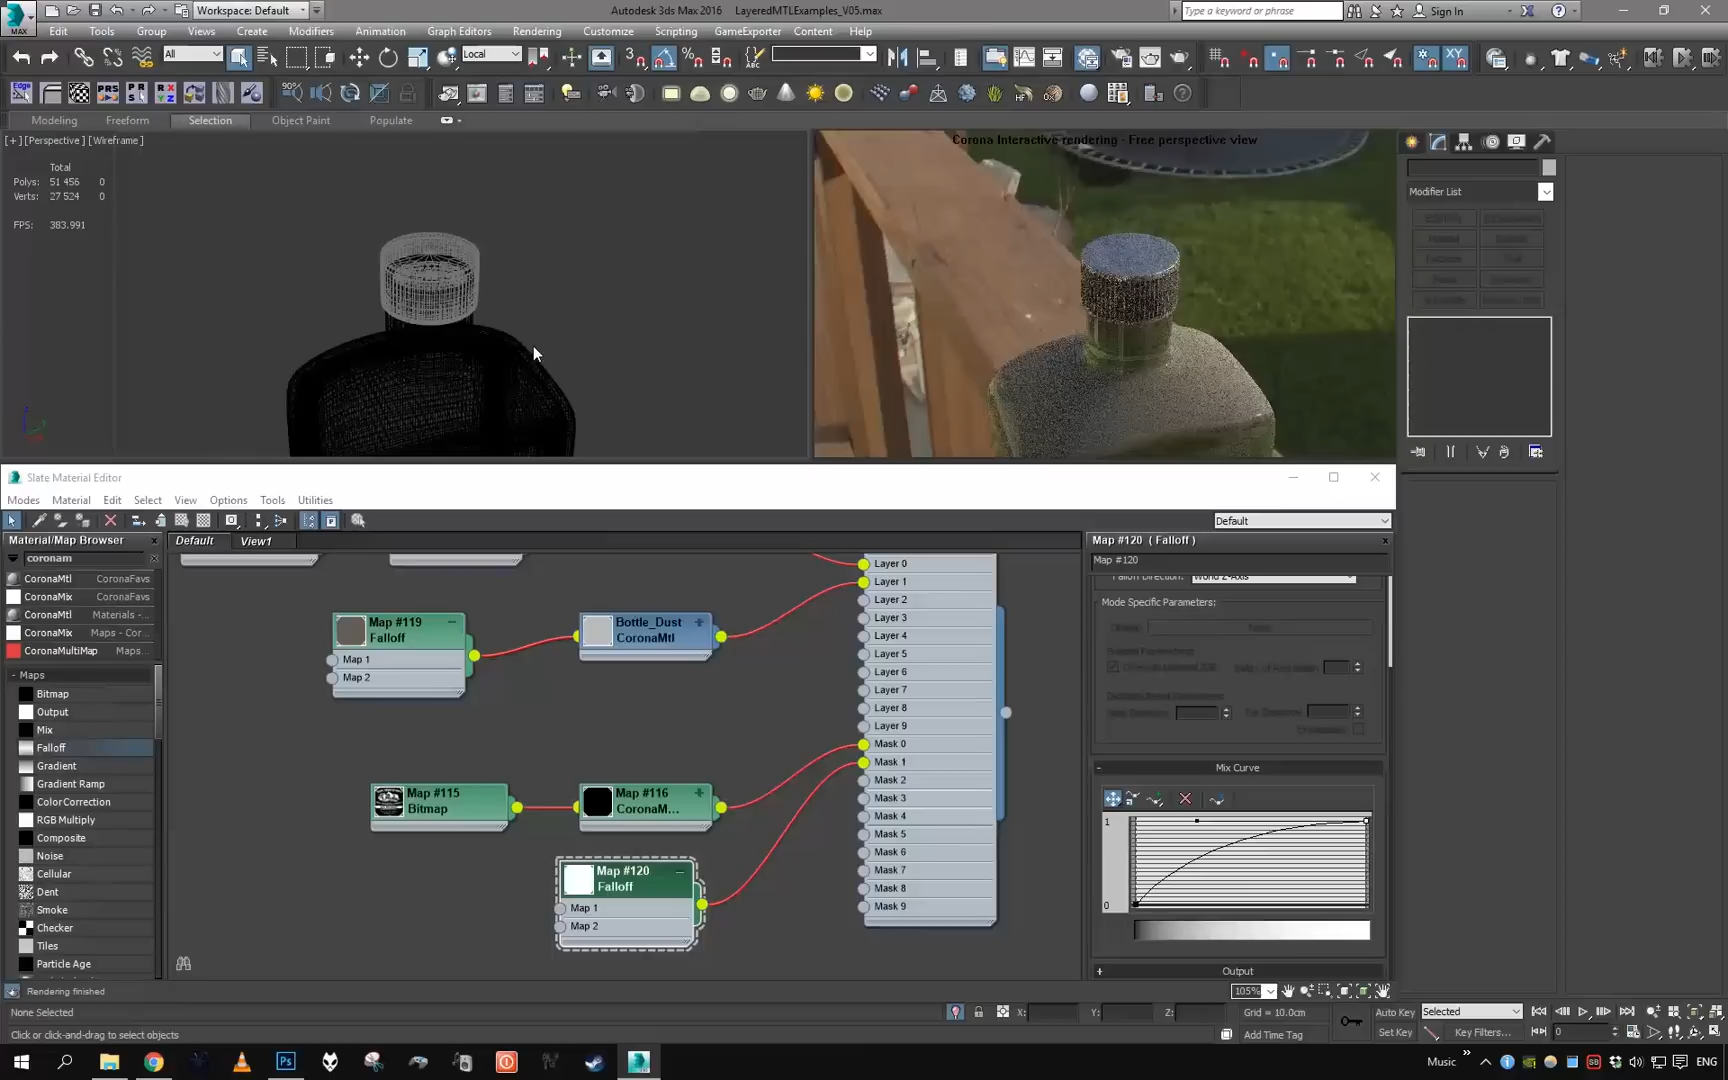 MAX
Workspace: Default
Autodesk 3ds Max 2016
LayeredMTLExamples_V05.max
Type a keyword or phrase
Sign In
Edit
Tools
Group
Views
Create
Modifiers
Animation
Graph Editors
Rendering
Customize
Scripting
GameExporter
Content
Help
All
Local
Modeling
Freeform
Selection
Object Paint
Populate
[+] [Perspective] [Wireframe]
Total
Polys: 51 456 0
Verts: 27 524 0
FPS: 383.991
Corona Interactive rendering - Free perspective view
Modifier List
Slate Material Editor
Modes
Material
Edit
Select
View
Options
Tools
Utilities
Default
Material/Map Browser
coronam
CoronaMtl CoronaFavs
CoronaMix CoronaFavs
CoronaMtl Materials -...
CoronaMix Maps - Cor...
CoronaMultiMap Maps...
- Maps
Bitmap
Output
Mix
Falloff
Gradient
Gradient Ramp
ColorCorrection
RGB Multiply
Composite
Noise
Cellular
Dent
Smoke
Checker
Tiles
Particle Age
Default
View1
Map #119
Falloff
Map 1
Map 2
Bottle_Dust
CoronaMtl
Map #115
Bitmap
Map #116
CoronaM...
Map #120
Falloff
Map 1
Map 2
Layer 0
Layer 1
Layer 2
Layer 3
Layer 4
Layer 5
Layer 6
Layer 7
Layer 8
Layer 9
Mask 0
Mask 1
Mask 2
Mask 3
Mask 4
Mask 5
Mask 6
Mask 7
Mask 8
Mask 9
Map #120 ( Falloff )
Map #120
Falloff Direction: World Z-Axis
Mode Specific Parameters:
- Mix Curve
1
0
+ Output
Rendering finished
105%
None Selected
X:
Y:
Z:
Grid = 10.0cm
Auto Key
Selected
Click or click-and-drag to select objects
Add Time Tag
Set Key
Key Filters...
0
Music
ENG